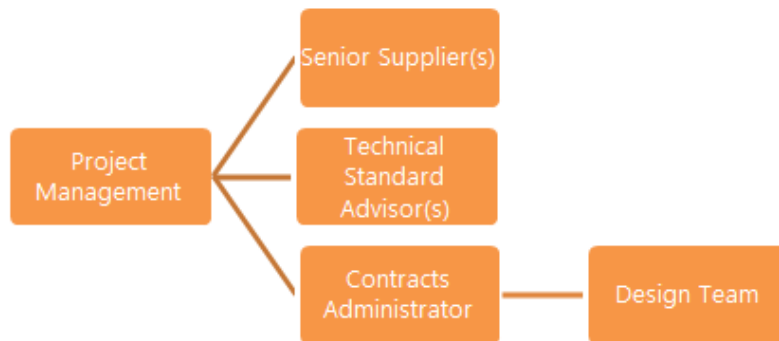 Senior Supplier(s)
Project
Management
Technical
Standard
Advisor(s)
Contracts
Administrator
Design Team